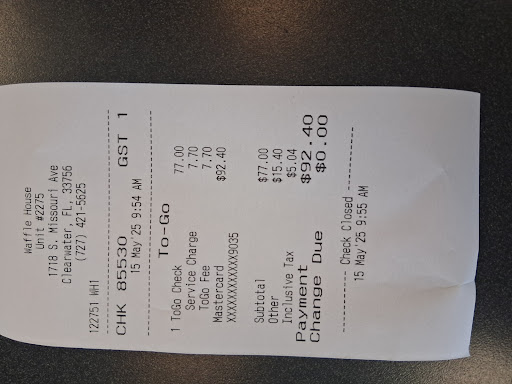 Waffle House
Unit #2275
1718 S. Missouri Ave
Clearwater, FL, 33756
(727) 421-5625
122751 WH1
CHK 85530 GST 1
15 May'25 9:54 AM
To-Go
1 ToGo Check 77.00
Service Charge 7.70
ToGo Fee 7.70
Mastercard $92.40
XXXXXXXXXXXX9035
Subtotal $77.00
Other $15.40
Inclusive Tax $5.04
Payment $92.40
Change Due $0.00
Check Closed
15 May'25 9:55 AM